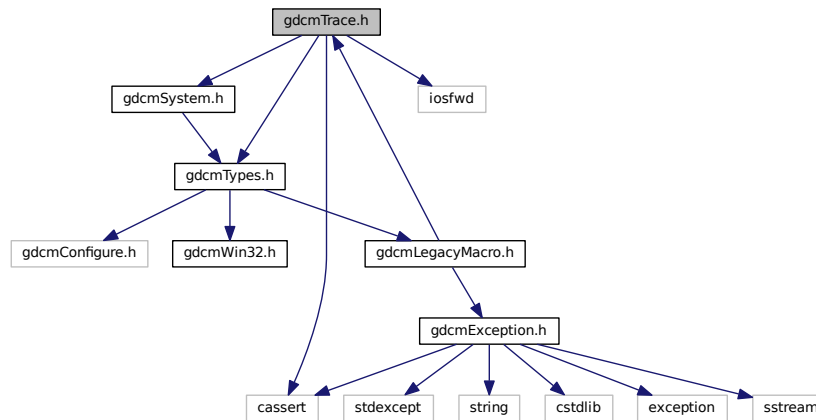 gdcmTrace.h
gdcmSystem.h
iosfwd
gdcmTypes.h
gdcmConfigure.h
gdcmWin32.h
gdcmLegacyMacro.h
gdcmException.h
cassert
stdexcept
string
cstdlib
exception
sstream